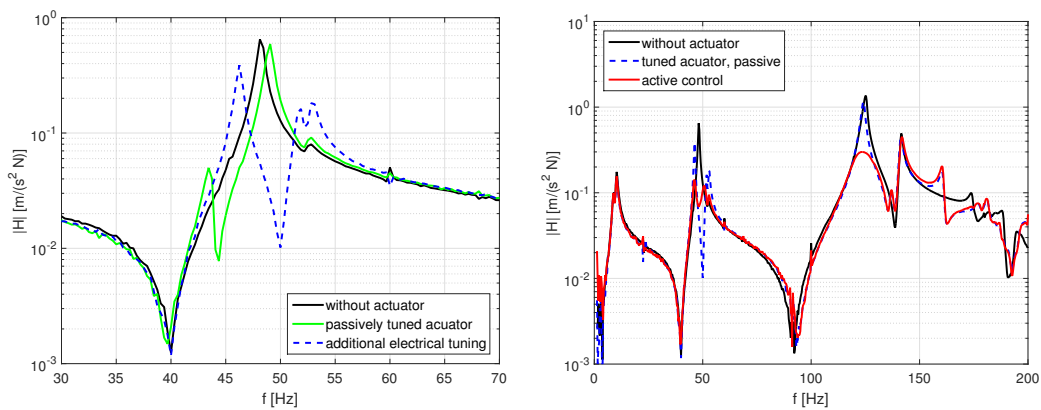 10^0
10^-1
10^-2
10^-3
|H| [m/(s^2 N)]
30 35 40 45 50 55 60 65 70
f [Hz]
without actuator
passively tuned acuator
additional electrical tuning
10^1
10^0
10^-1
10^-2
10^-3
|H| [m/(s^2 N)]
0 50 100 150 200
f [Hz]
without actuator
tuned acuator, passive
active control